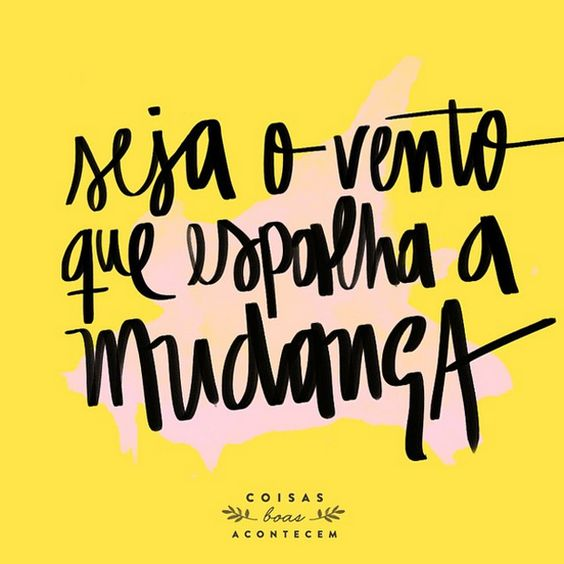 seja o vento
que espalha a
mudança
COISAS
boas
ACONTECEM